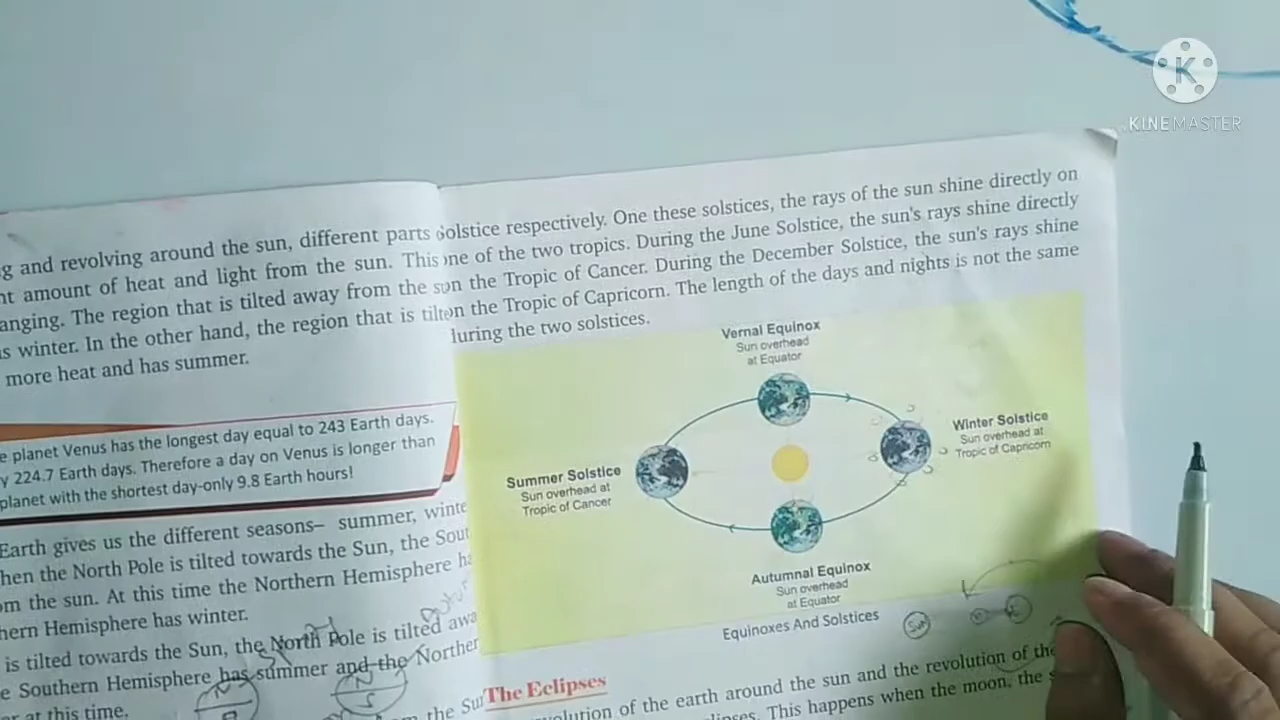 KINEMASTER
g and revolving around the sun, different parts
nt amount of heat and light from the sun. This
anging. The region that is tilted away from the
s winter. In the other hand, the region that is
more heat and has summer.
e planet Venus has the longest day equal to 243 Earth days.
y 224.7 Earth days. Therefore a day on Venus is longer than
planet with the shortest day-only 9.8 Earth hours!
Earth gives us the different seasons– summer, winte
hen the North Pole is tilted towards the Sun, the Sout
om the sun. At this time the Northern Hemisphere ha
hern Hemisphere has winter.
is tilted towards the Sun, the North Pole is tilted awa
e Southern Hemisphere has summer and the Norther
er at this time.
the Su
N
N
S
olstice respectively. One these solstices, the rays of the sun shine directly on
one of the two tropics. During the June Solstice, the sun's rays shine directly
on the Tropic of Cancer. During the December Solstice, the sun's rays shine
on the Tropic of Capricorn. The length of the days and nights is not the same
during the two solstices.
Vernal Equinox
Sun overhead
at Equator
Winter Solstice
Sun overhead at
Tropic of Capricorn
Summer Solstice
Sun overhead at
Tropic of Cancer
Autumnal Equinox
Sun overhead
at Equator
Equinoxes And Solstices
Sun
The Eclipses
volution of the earth around the sun and the revolution of the
lipses. This happens when the moon, the s